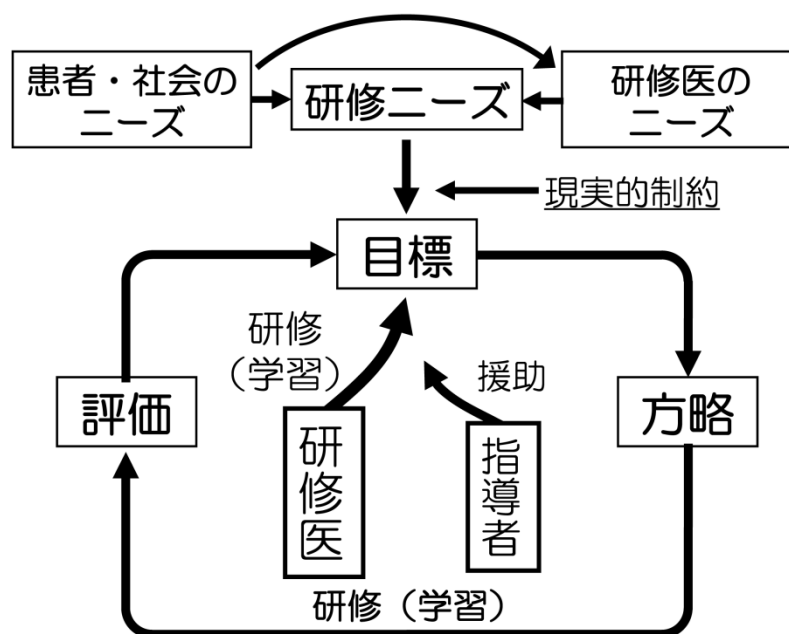 患者・社会の
ニーズ
研修ニーズ
研修医の
ニーズ
現実的制約
目標
研修
（学習）
援助
評価
方略
研修医
指導者
研修（学習）